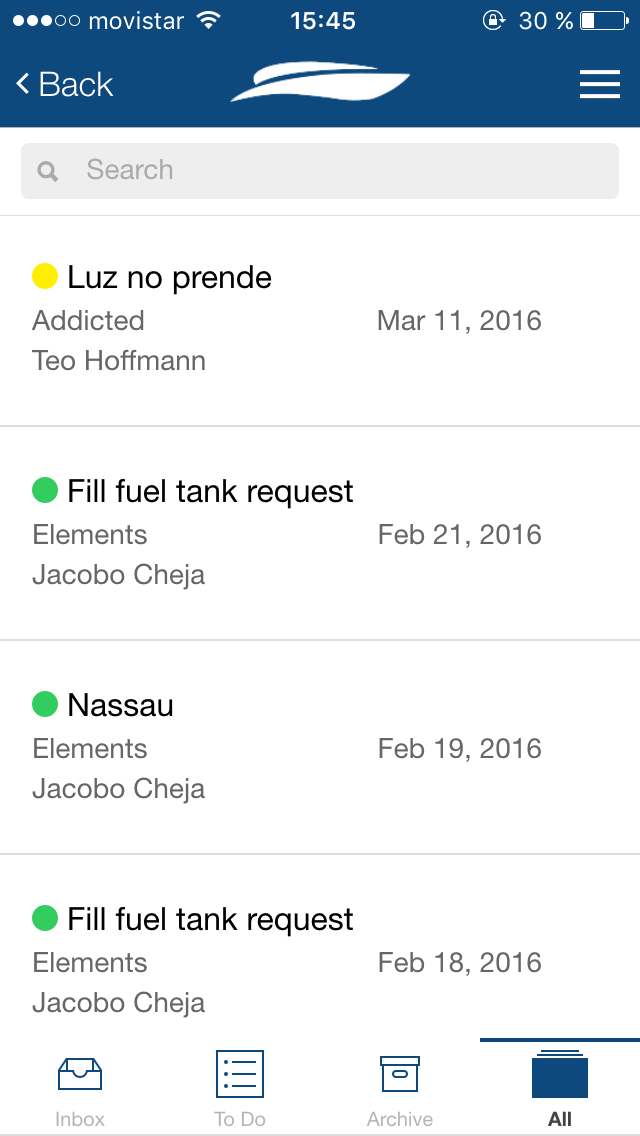 movistar 15:45 30 %
Back
Search
Luz no prende
Addicted Mar 11, 2016
Teo Hoffmann
Fill fuel tank request
Elements Feb 21, 2016
Jacobo Cheja
Nassau
Elements Feb 19, 2016
Jacobo Cheja
Fill fuel tank request
Elements Feb 18, 2016
Jacobo Cheja
Inbox To Do Archive All